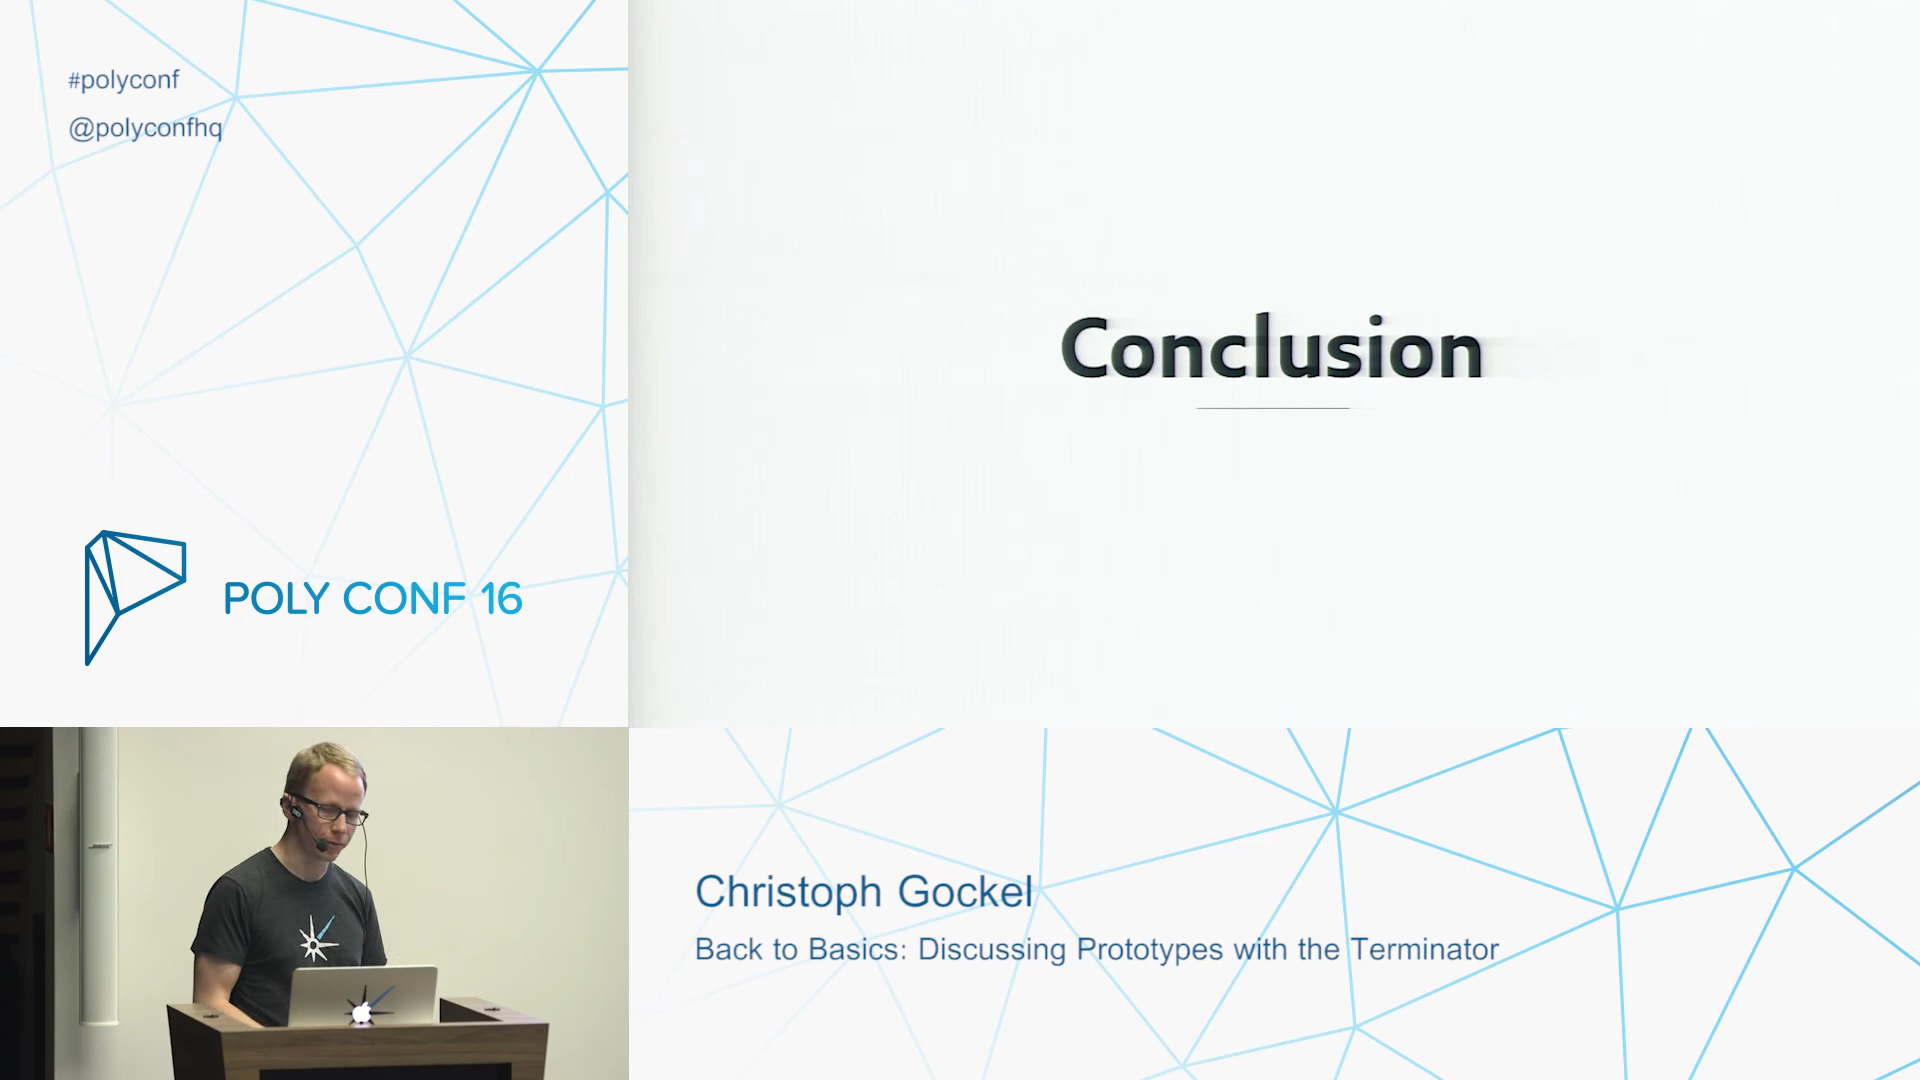 #polyconf
@polyconfhq
Conclusion
POLY CONF 16
Christoph Gockel
Back to Basics: Discussing Prototypes with the Terminator